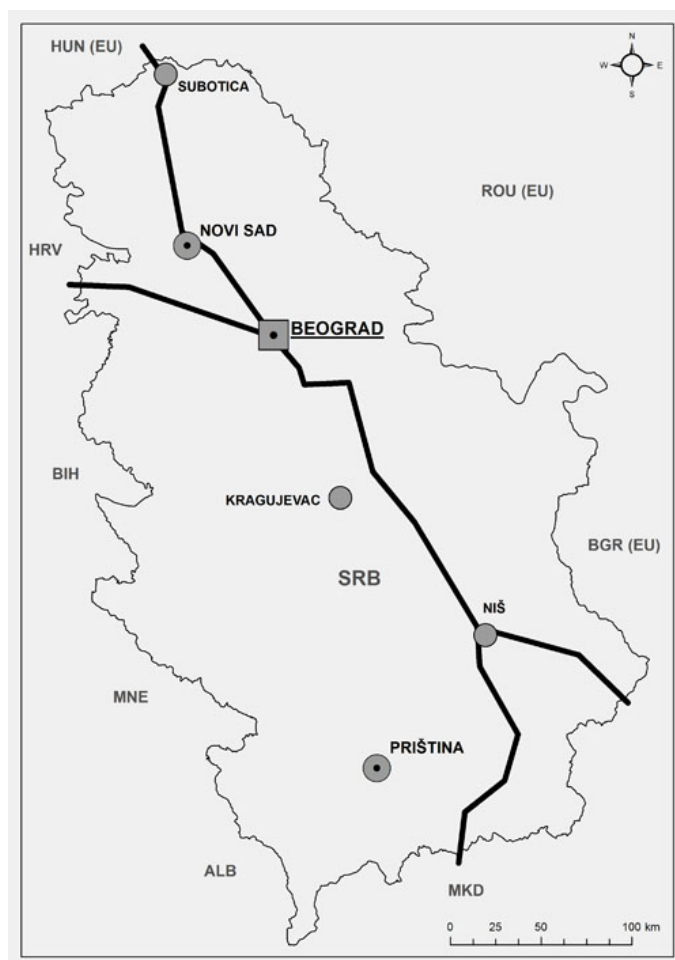 HUN (EU)
N
W E
S
SUBOTICA
ROU (EU)
NOVI SAD
HRV
BEOGRAD
BIH
KRAGUJEVAC
BGR (EU)
SRB
NIŠ
MNE
PRIŠTINA
ALB
MKD
0 25 50 100 km